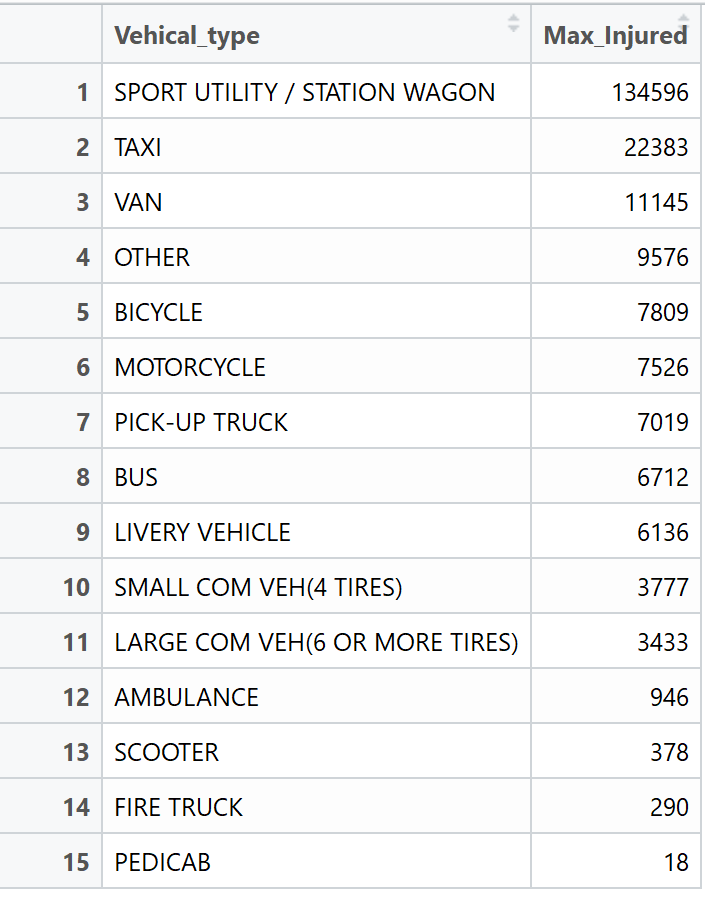 Vehical_type Max_Injured
1 SPORT UTILITY / STATION WAGON 134596
2 TAXI 22383
3 VAN 11145
4 OTHER 9576
5 BICYCLE 7809
6 MOTORCYCLE 7526
7 PICK-UP TRUCK 7019
8 BUS 6712
9 LIVERY VEHICLE 6136
10 SMALL COM VEH(4 TIRES) 3777
11 LARGE COM VEH(6 OR MORE TIRES) 3433
12 AMBULANCE 946
13 SCOOTER 378
14 FIRE TRUCK 290
15 PEDICAB 18